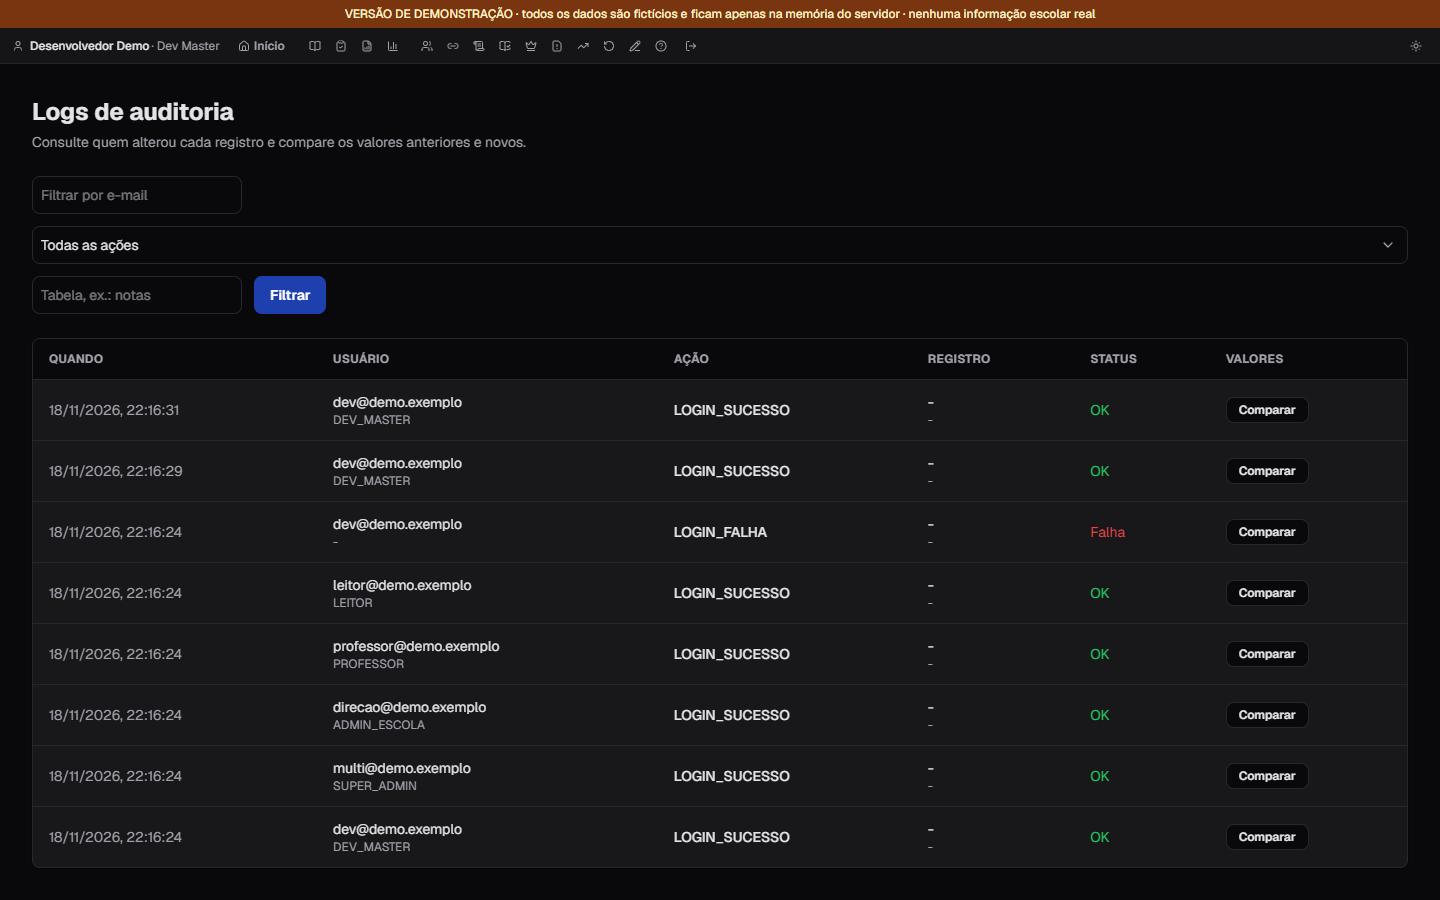 VERSÃO DE DEMONSTRAÇÃO · todos os dados são fictícios e ficam apenas na memória do servidor · nenhuma informação escolar real
Desenvolvedor Demo · Dev Master Início
Logs de auditoria
Consulte quem alterou cada registro e compare os valores anteriores e novos.
Filtrar por e-mail
Todas as ações
Tabela, ex.: notas Filtrar
QUANDO USUÁRIO AÇÃO REGISTRO STATUS VALORES
18/11/2026, 22:16:31 dev@demo.exemplo LOGIN_SUCESSO - OK Comparar
DEV_MASTER -
18/11/2026, 22:16:29 dev@demo.exemplo LOGIN_SUCESSO - OK Comparar
DEV_MASTER -
18/11/2026, 22:16:24 dev@demo.exemplo LOGIN_FALHA - Falha Comparar
- -
18/11/2026, 22:16:24 leitor@demo.exemplo LOGIN_SUCESSO - OK Comparar
LEITOR -
18/11/2026, 22:16:24 professor@demo.exemplo LOGIN_SUCESSO - OK Comparar
PROFESSOR -
18/11/2026, 22:16:24 direcao@demo.exemplo LOGIN_SUCESSO - OK Comparar
ADMIN_ESCOLA -
18/11/2026, 22:16:24 multi@demo.exemplo LOGIN_SUCESSO - OK Comparar
SUPER_ADMIN -
18/11/2026, 22:16:24 dev@demo.exemplo LOGIN_SUCESSO - OK Comparar
DEV_MASTER -